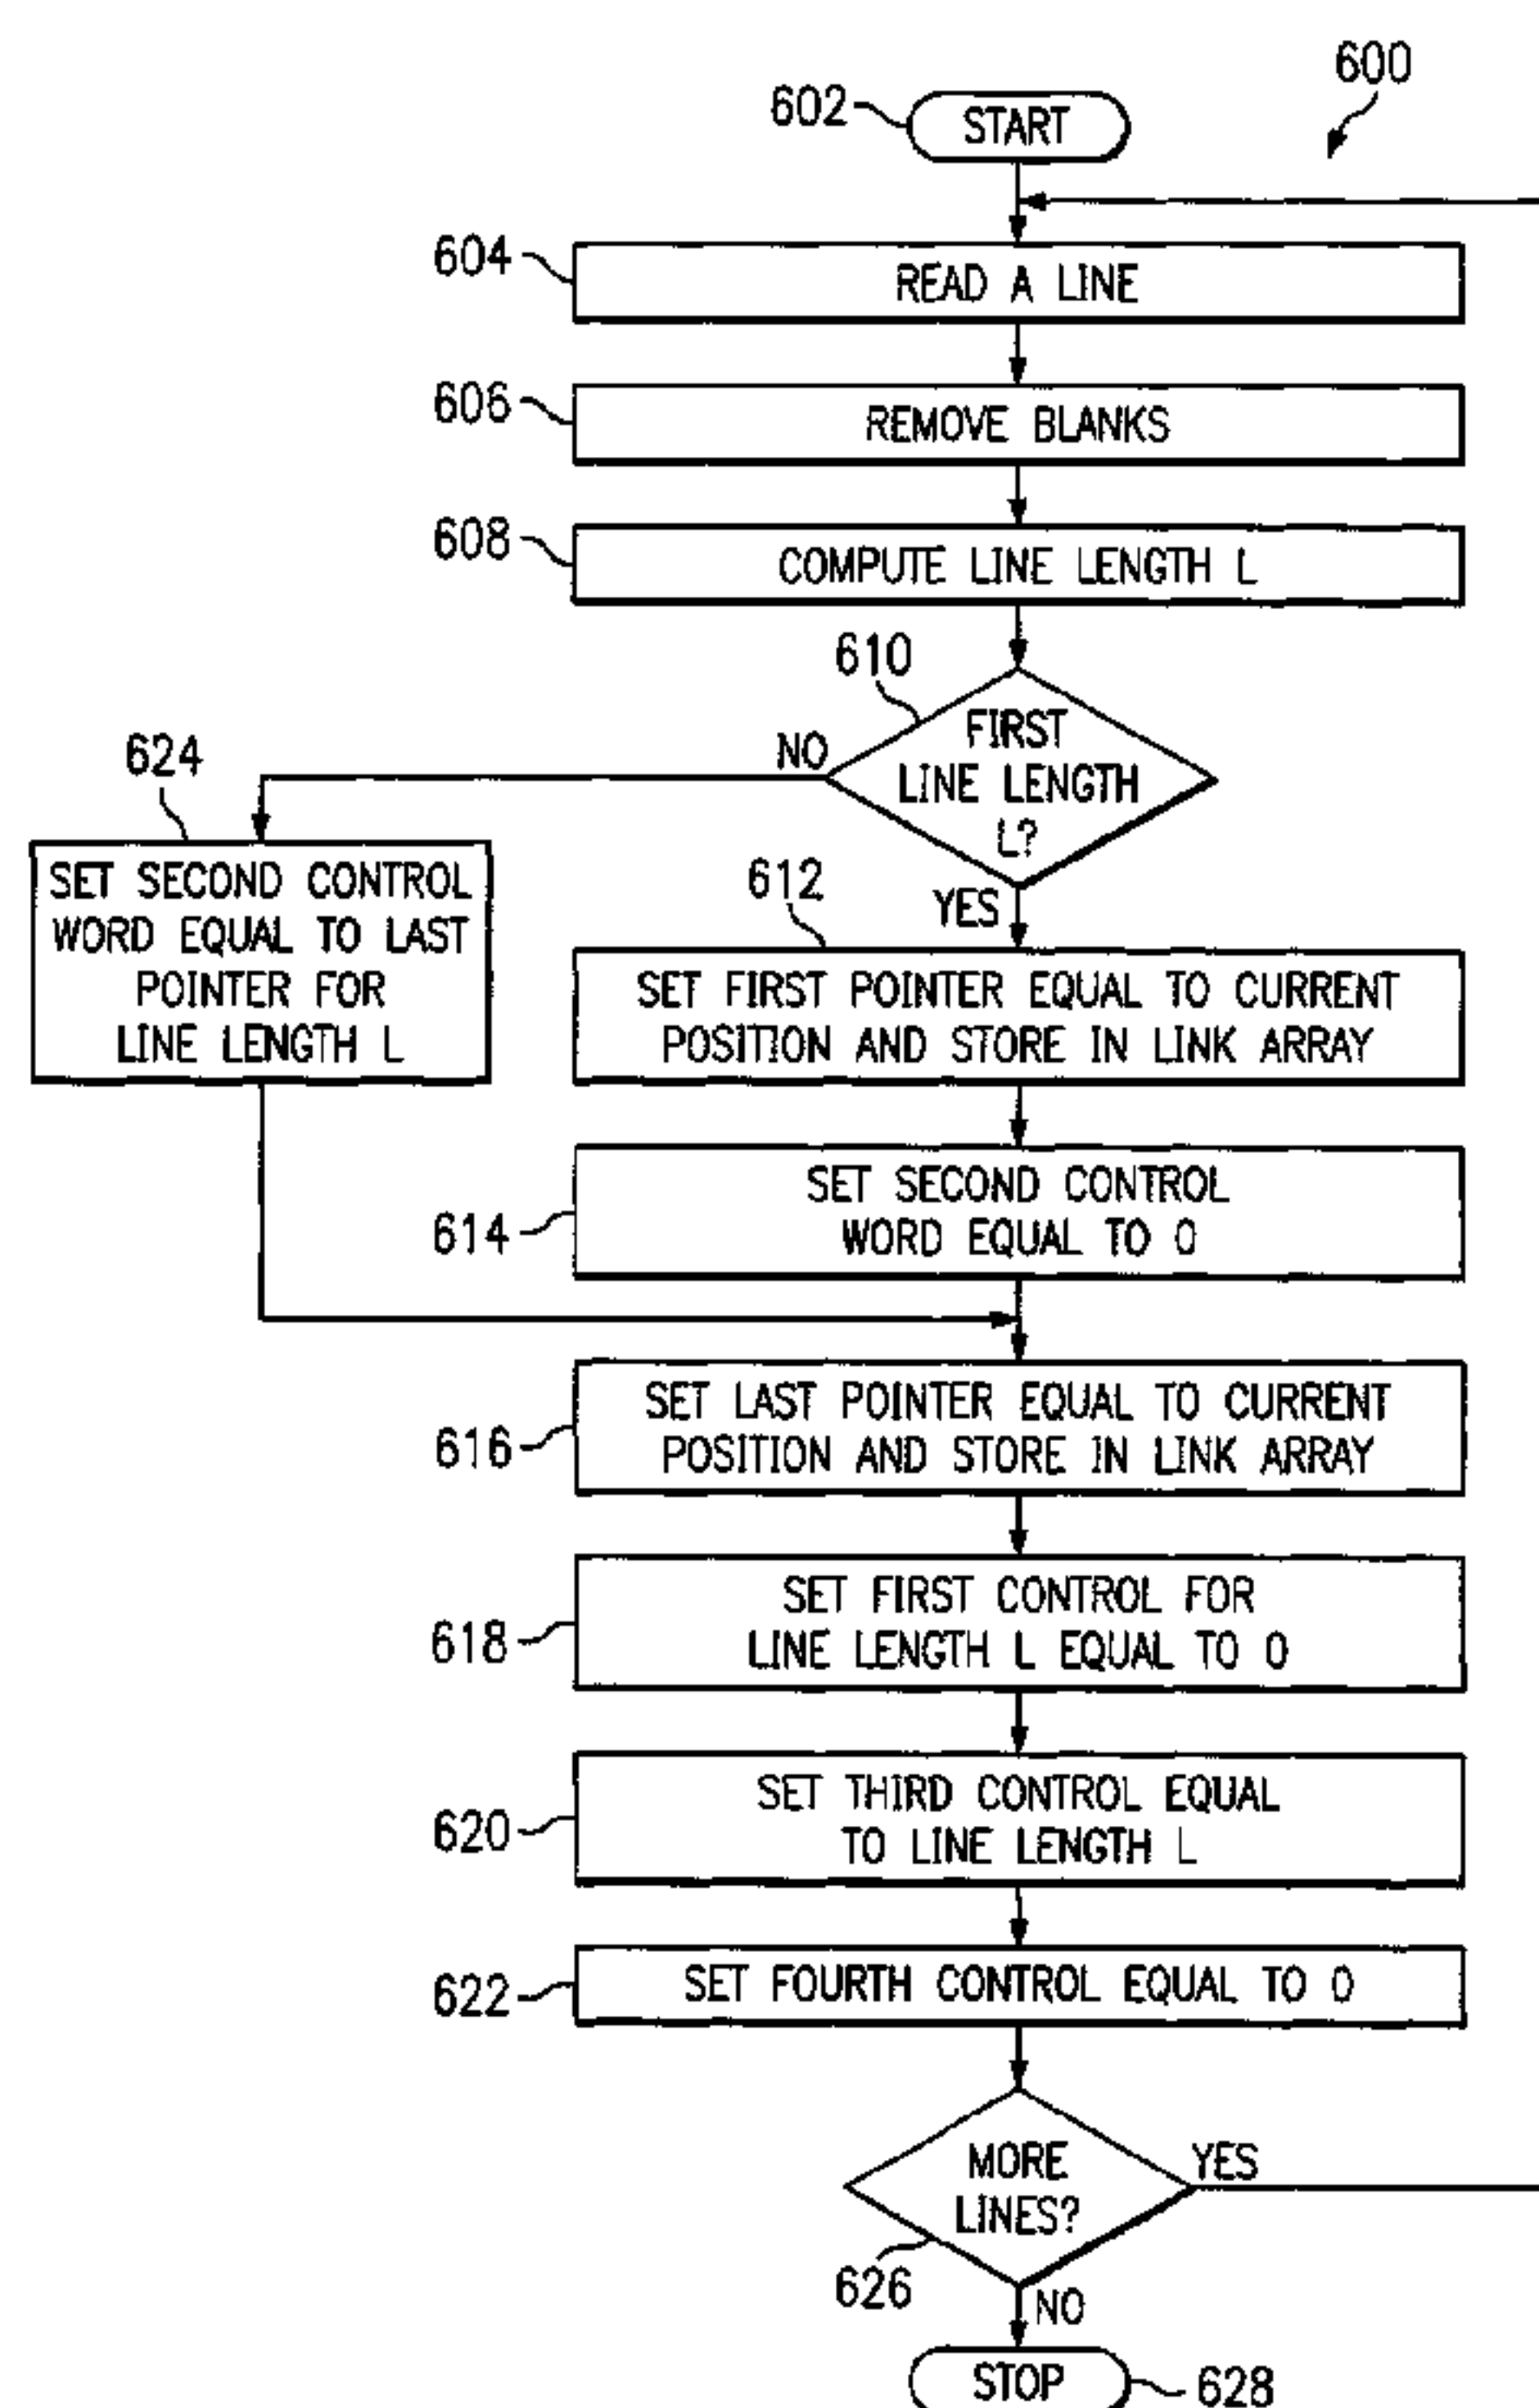 600
602
START
604
READ A LINE
606
REMOVE BLANKS
608
COMPUTE LINE LENGTH L
610
FIRST
LINE LENGTH
L?
NO
YES
624
SET SECOND CONTROL
WORD EQUAL TO LAST
POINTER FOR
LINE LENGTH L
612
SET FIRST POINTER EQUAL TO CURRENT
POSITION AND STORE IN LINK ARRAY
614
SET SECOND CONTROL
WORD EQUAL TO 0
616
SET LAST POINTER EQUAL TO CURRENT
POSITION AND STORE IN LINK ARRAY
618
SET FIRST CONTROL FOR
LINE LENGTH L EQUAL TO 0
620
SET THIRD CONTROL EQUAL
TO LINE LENGTH L
622
SET FOURTH CONTROL EQUAL TO 0
MORE
LINES?
YES
626
NO
STOP
628